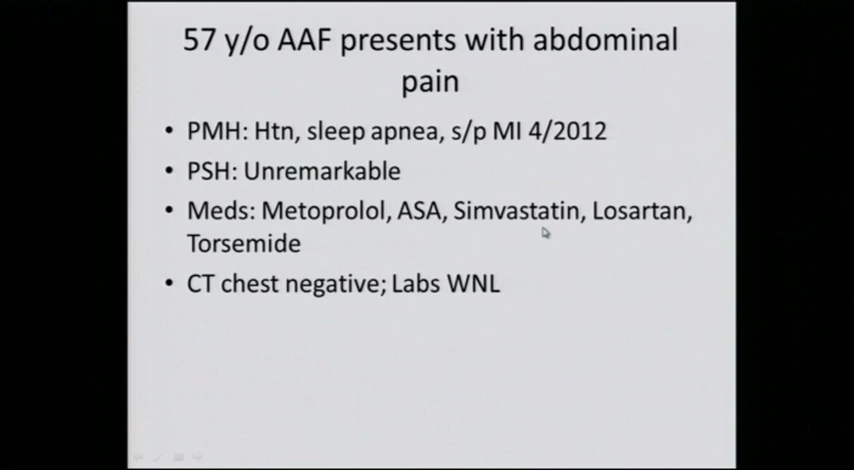 57 y/o AAF presents with abdominal
pain
• PMH: Htn, sleep apnea, s/p MI 4/2012
• PSH: Unremarkable
• Meds: Metoprolol, ASA, Simvastatin, Losartan,
Torsemide
• CT chest negative; Labs WNL